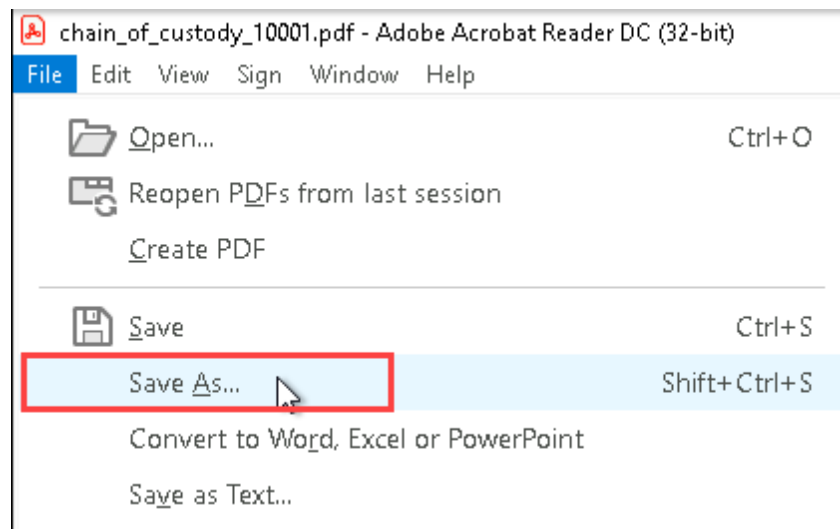 chain_of_custody_10001.pdf - Adobe Acrobat Reader DC (32-bit)
File Edit View Sign Window Help
Open... Ctrl+O
Reopen PDFs from last session
Create PDF
Save Ctrl+S
Save As... Shift+Ctrl+S
Convert to Word, Excel or PowerPoint
Save as Text...